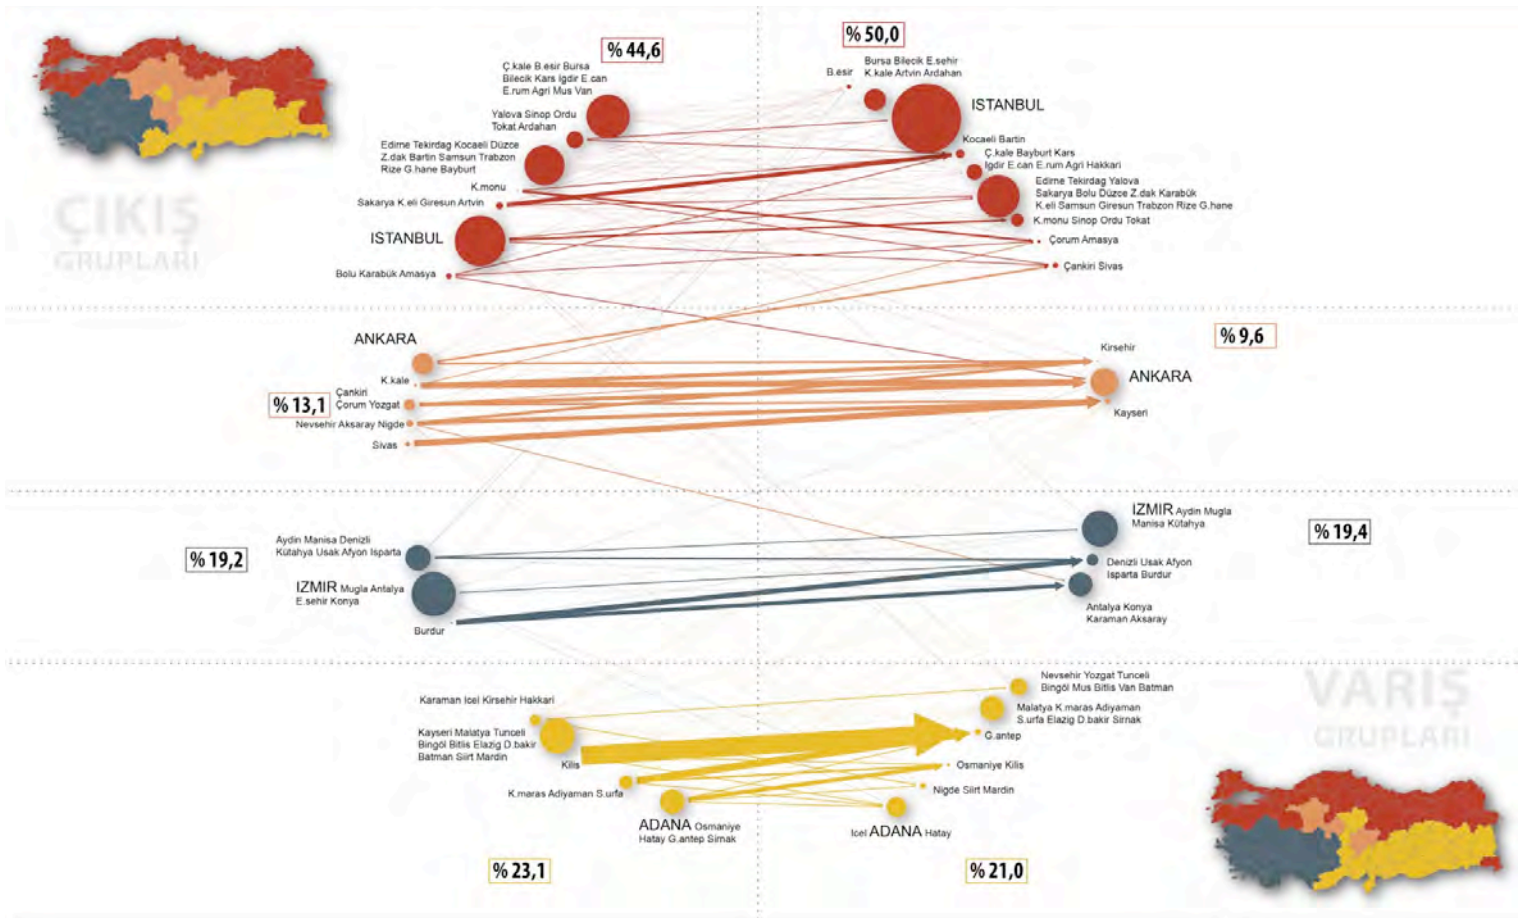 % 44,6
Ç.kale B.esir Bursa
Bilecik Kars Igdir E.can
E.rum Agri Mus Van
Yalova Sinop Ordu
Tokat Ardahan
Edirne Tekirdag Kocaeli Düzce
Z.dak Bartin Samsun Trabzon
Rize G.hane Bayburt
K.monu
Sakarya K.eli Giresun Artvin
ISTANBUL
Bolu Karabük Amasya
ÇIKIŞ
GRUPLARI
% 50,0
B.esir
Bursa Bilecik E.sehir
K.kale Artvin Ardahan
ISTANBUL
Kocaeli Bartin
Ç.kale Bayburt Kars
Igdir E.can E.rum Agri Hakkari
Edirne Tekirdag Yalova
Sakarya Bolu Düzce Z.dak Karabük
K.eli Samsun Giresun Trabzon Rize G.hane
K.monu Sinop Ordu Tokat
Çorum Amasya
Çankiri Sivas
ANKARA
K.kale
Çankiri
Çorum Yozgat
% 13,1
Nevsehir Aksaray Nigde
Sivas
% 9,6
Kirsehir
ANKARA
Kayseri
Aydin Manisa Denizli
Kütahya Usak Afyon Isparta
% 19,2
IZMIR Mugla Antalya
E.sehir Konya
Burdur
IZMIR Aydin Mugla
Manisa Kütahya
% 19,4
Denizli Usak Afyon
Isparta Burdur
Antalya Konya
Karaman Aksaray
Karaman Icel Kirsehir Hakkari
Kayseri Malatya Tunceli
Bingöl Bitlis Elazig D.bakir
Batman Siirt Mardin
Kilis
K.maras Adiyaman S.urfa
ADANA Osmaniye
Hatay G.antep Sirnak
% 23,1
Nevsehir Yozgat Tunceli
Bingöl Mus Bitlis Van Batman
Malatya K.maras Adiyaman
S.urfa Elazig D.bakir Sirnak
G.antep
Osmaniye Kilis
Nigde Siirt Mardin
Icel ADANA Hatay
% 21,0
VARIŞ
GRUPLARI